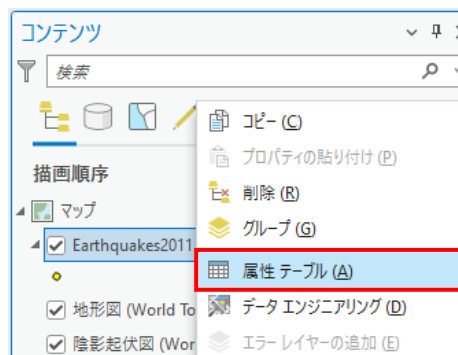 コンテンツ
検索
描画順序
マップ
Earthquakes2011
地形図 (World To
陰影起伏図 (Wor
コピー (C)
プロパティの貼り付け (P)
削除 (R)
グループ (G)
属性 テーブル (A)
データ エンジニアリング (D)
エラー レイヤーの追加 (E)